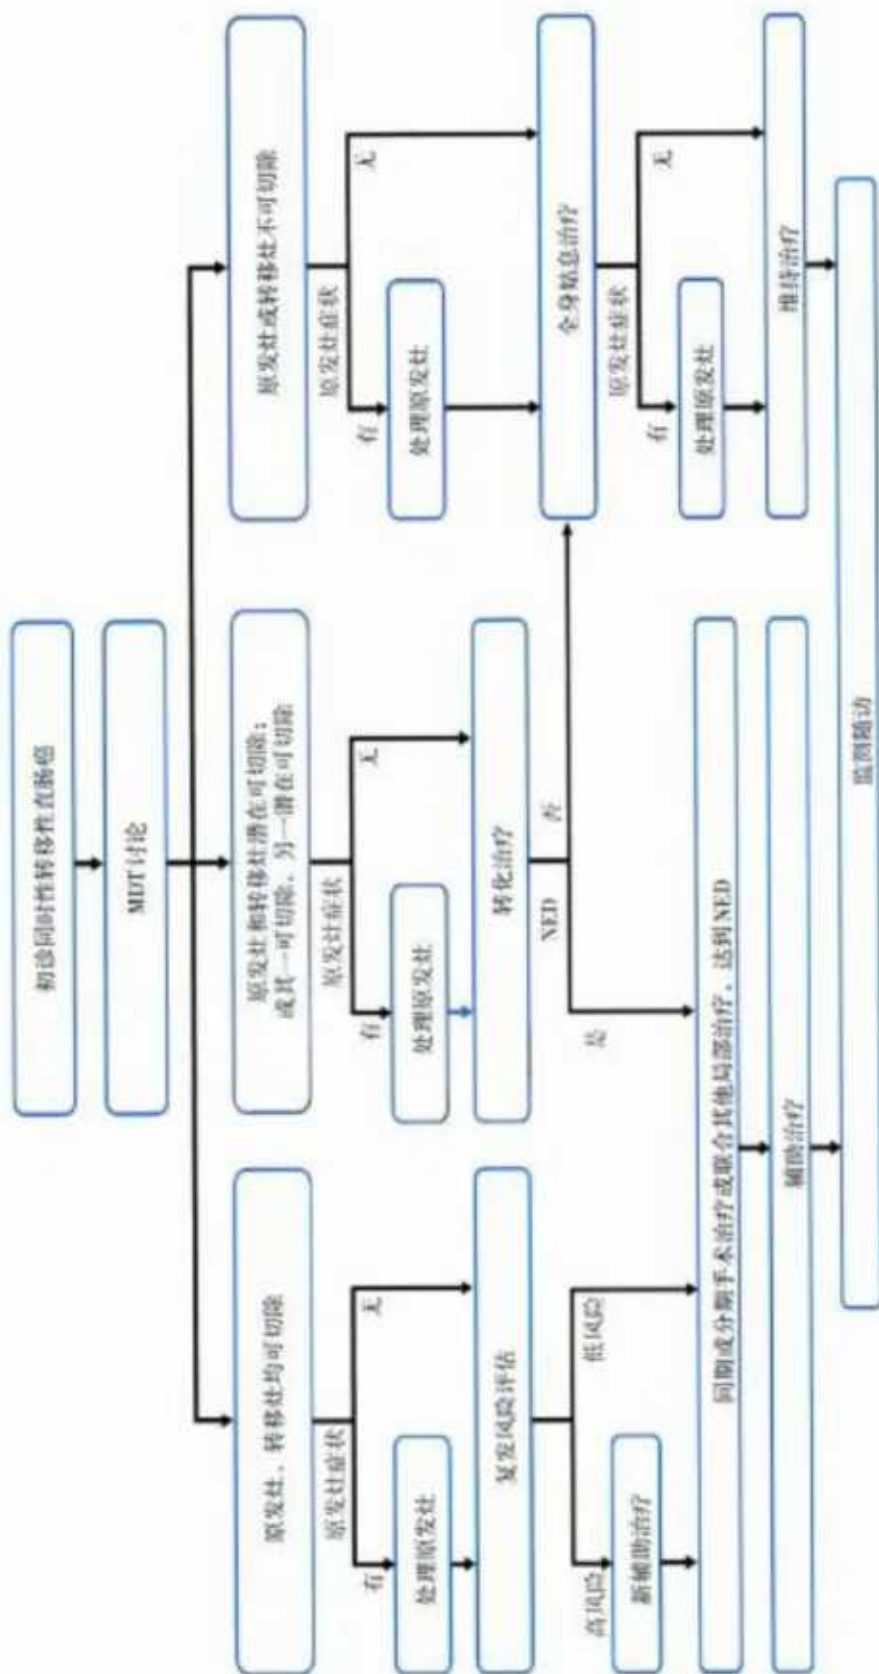 初诊同时性转移性直肠癌
MDT 讨论
原发灶、转移灶均可切除
原发灶和转移灶潜在可切除；
或其一可切除，另一潜在可切除
原发灶或转移灶不可切除
原发灶症状
有
无
处理原发灶
原发灶症状
有
无
处理原发灶
原发灶症状
有
无
处理原发灶
复发风险评估
转化治疗
全身姑息治疗
高风险
低风险
NED
是
否
原发灶症状
有
无
新辅助治疗
处理原发灶
同期或分期手术治疗或联合其他局部治疗，达到 NED
辅助治疗
维持治疗
监测随访